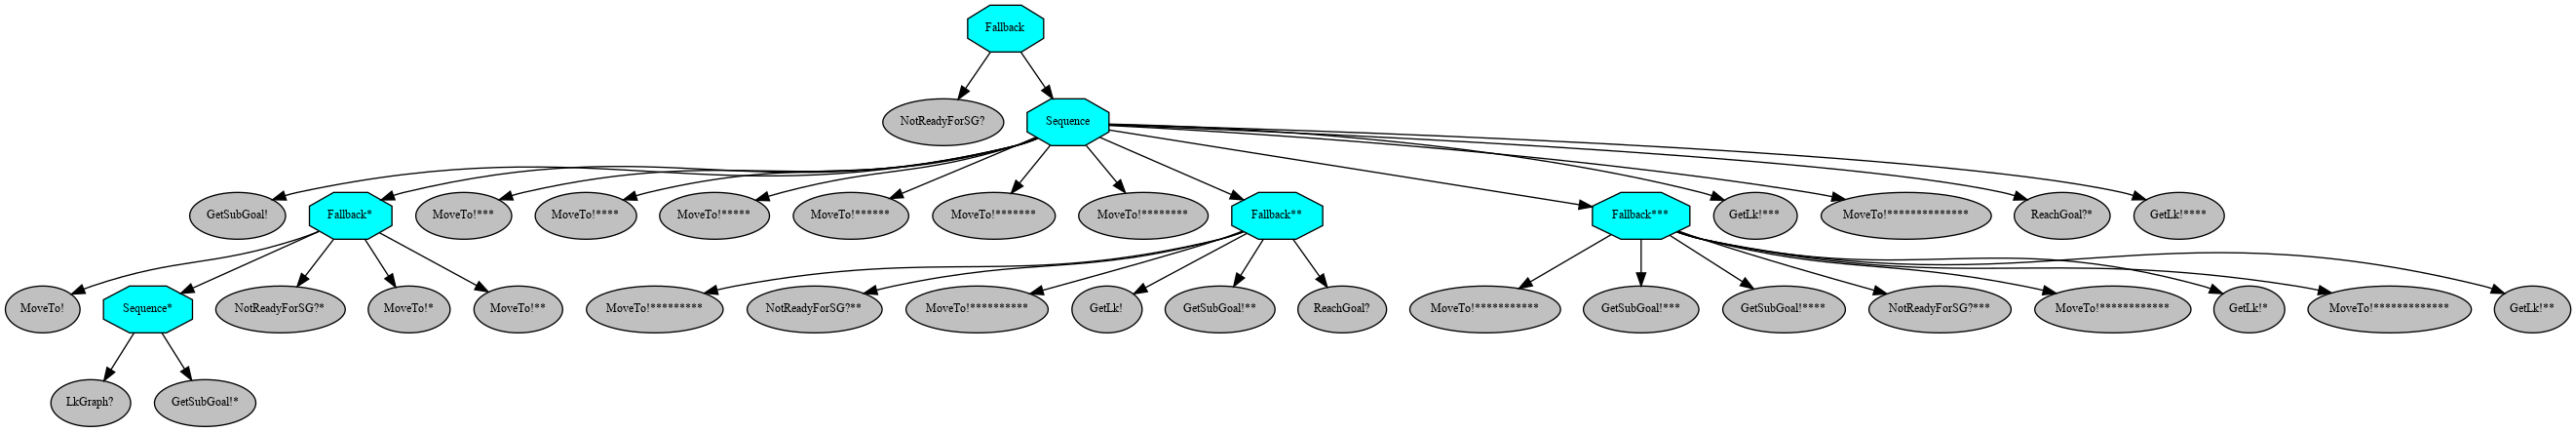 Fallback
NotReadyForSG?
Sequence
GetSubGoal!
Fallback*
MoveTo!***
MoveTo!****
MoveTo!*****
MoveTo!******
MoveTo!*******
MoveTo!********
Fallback**
Fallback***
GetLk!***
MoveTo!**************
ReachGoal?*
GetLk!****
MoveTo!
Sequence*
NotReadyForSG?*
MoveTo!*
MoveTo!**
MoveTo!*********
NotReadyForSG?**
MoveTo!**********
GetLk!
GetSubGoal!**
ReachGoal?
MoveTo!***********
GetSubGoal!***
GetSubGoal!****
NotReadyForSG?***
MoveTo!************
GetLk!*
MoveTo!*************
GetLk!**
LkGraph?
GetSubGoal!*